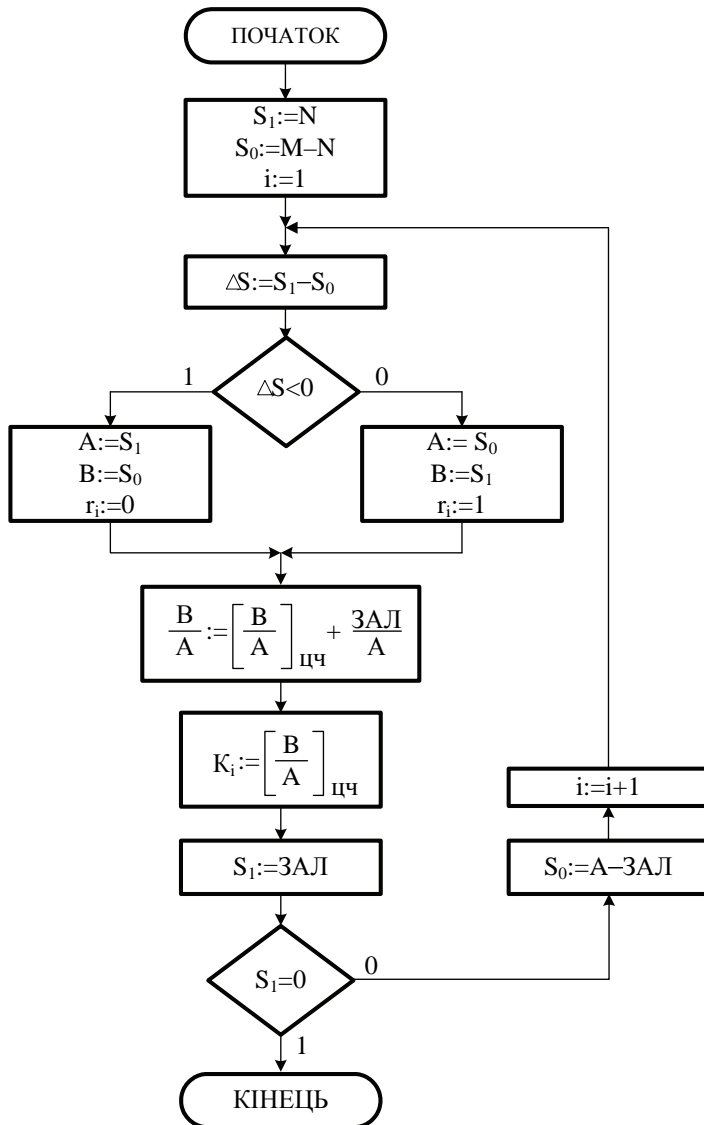 ПОЧАТОК
S₁:=N
S₀:=M–N
i:=1
△S:=S₁–S₀
△S<0
1
0
A:=S₁
B:=S₀
rᵢ:=0
A:= S₀
B:=S₁
rᵢ:=1
B/A:=[B/A]цч + ЗАЛ/A
Kᵢ:=[B/A]цч
i:=i+1
S₁:=ЗАЛ
S₀:=A–ЗАЛ
S₁=0
0
1
КІНЕЦЬ